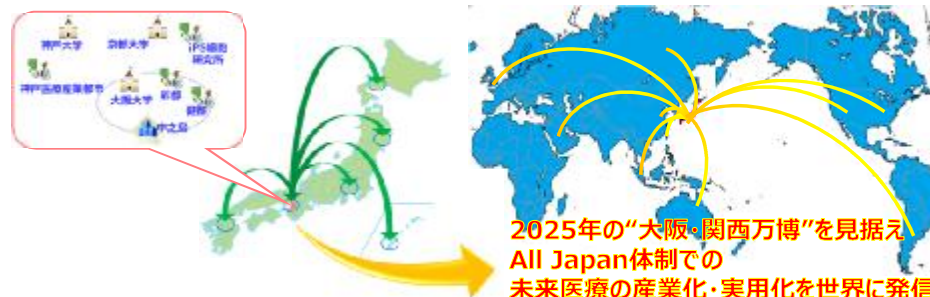 神戸大学
京都大学
iPS細胞
研究所
神戸医療産業都市
大阪大学
彩都
健都
中之島
2025年の“大阪・関西万博”を見据え
All Japan体制での
未来医療の産業化・実用化を世界に発信